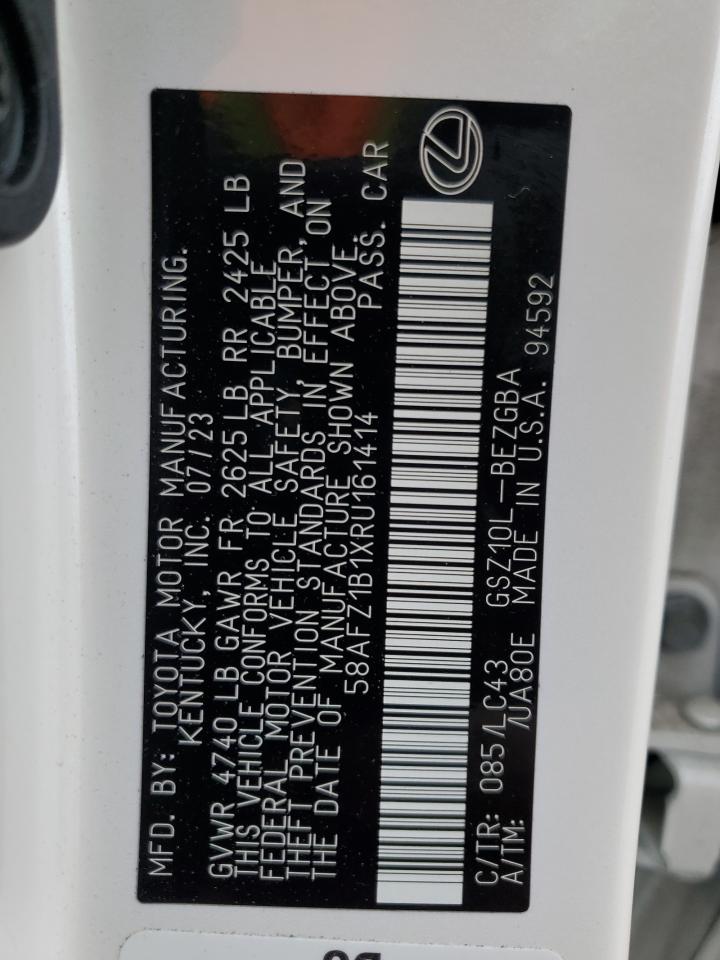 MFD. BY: TOYOTA MOTOR MANUFACTURING.
KENTUCKY, INC. 07/23
GVWR 4740 LB GAWR FR 2625 LB RR 2425 LB
THIS VEHICLE CONFORMS TO ALL APPLICABLE
FEDERAL MOTOR VEHICLE SAFETY, BUMPER, AND
THEFT PREVENTION STANDARDS IN EFFECT ON
THE DATE OF MANUFACTURE SHOWN ABOVE.
58AFZ1B1XRU161414 PASS. CAR
C/TR: 085/LC43 GSZ10L-BEZGBA
A/TM: /UA80E MADE IN U.S.A. 94592